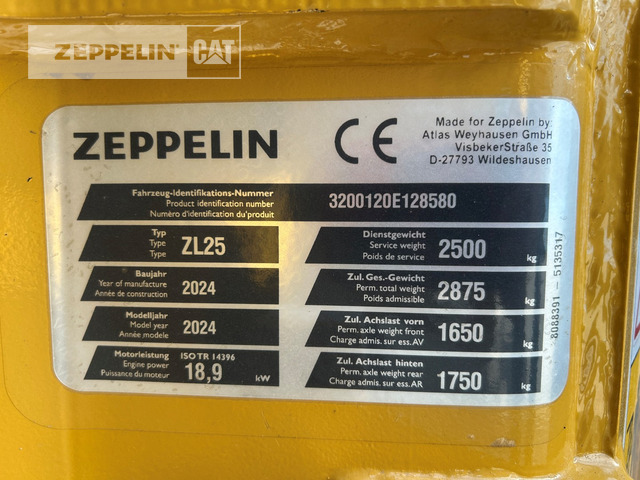 ZEPPELIN CAT
ZEPPELIN CE
Made for Zeppelin by:
Atlas Weyhausen GmbH
VisbekerStraße 35
D-27793 Wildeshausen
Fahrzeug-Identifikations-Nummer
Product identification number
Numéro d'identification du produit
3200120E128580
Typ
Type
Type
ZL25
Baujahr
Year of manufacture
Année de construction
2024
Modelljahr
Model year
Année modele
2024
Motorleistung ISO TR 14396
Engine power
Puissance du moteur
18,9 kW
Dienstgewicht
Service weight
Poids de service
2500 kg
Zul. Ges.-Gewicht
Perm. total weight
Poids admissible
2875 kg
Zul. Achslast vorn
Perm. axle weight front
Charge admis. sur ess. AV
1650 kg
Zul. Achslast hinten
Perm. axle weight rear
Charge admis. sur ess. AR
1750 kg
8088391 – 5135317